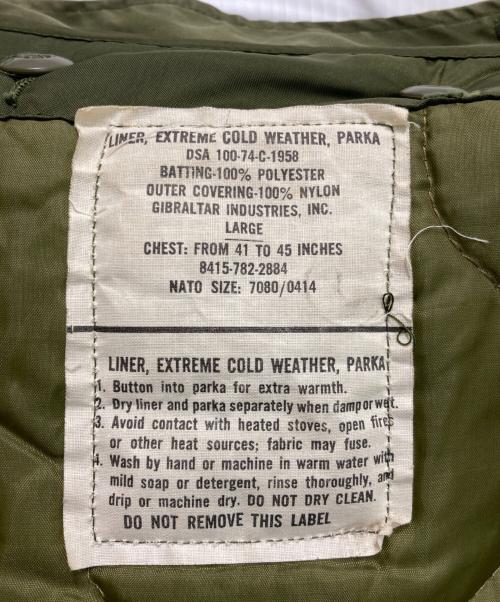 LINER, EXTREME COLD WEATHER, PARKA
DSA 100-74-C-1958
BATTING-100% POLYESTER
OUTER COVERING-100% NYLON
GIBRALTAR INDUSTRIES, INC.
LARGE
CHEST: FROM 41 TO 45 INCHES
8415-782-2884
NATO SIZE: 7080/0414
LINER, EXTREME COLD WEATHER, PARKA
1. Button into parka for extra warmth.
2. Dry liner and parka separately when damp or wet.
3. Avoid contact with heated stoves, open fires
or other heat sources; fabric may fuse.
4. Wash by hand or machine in warm water with
mild soap or detergent, rinse thoroughly, and
drip or machine dry. DO NOT DRY CLEAN.
DO NOT REMOVE THIS LABEL